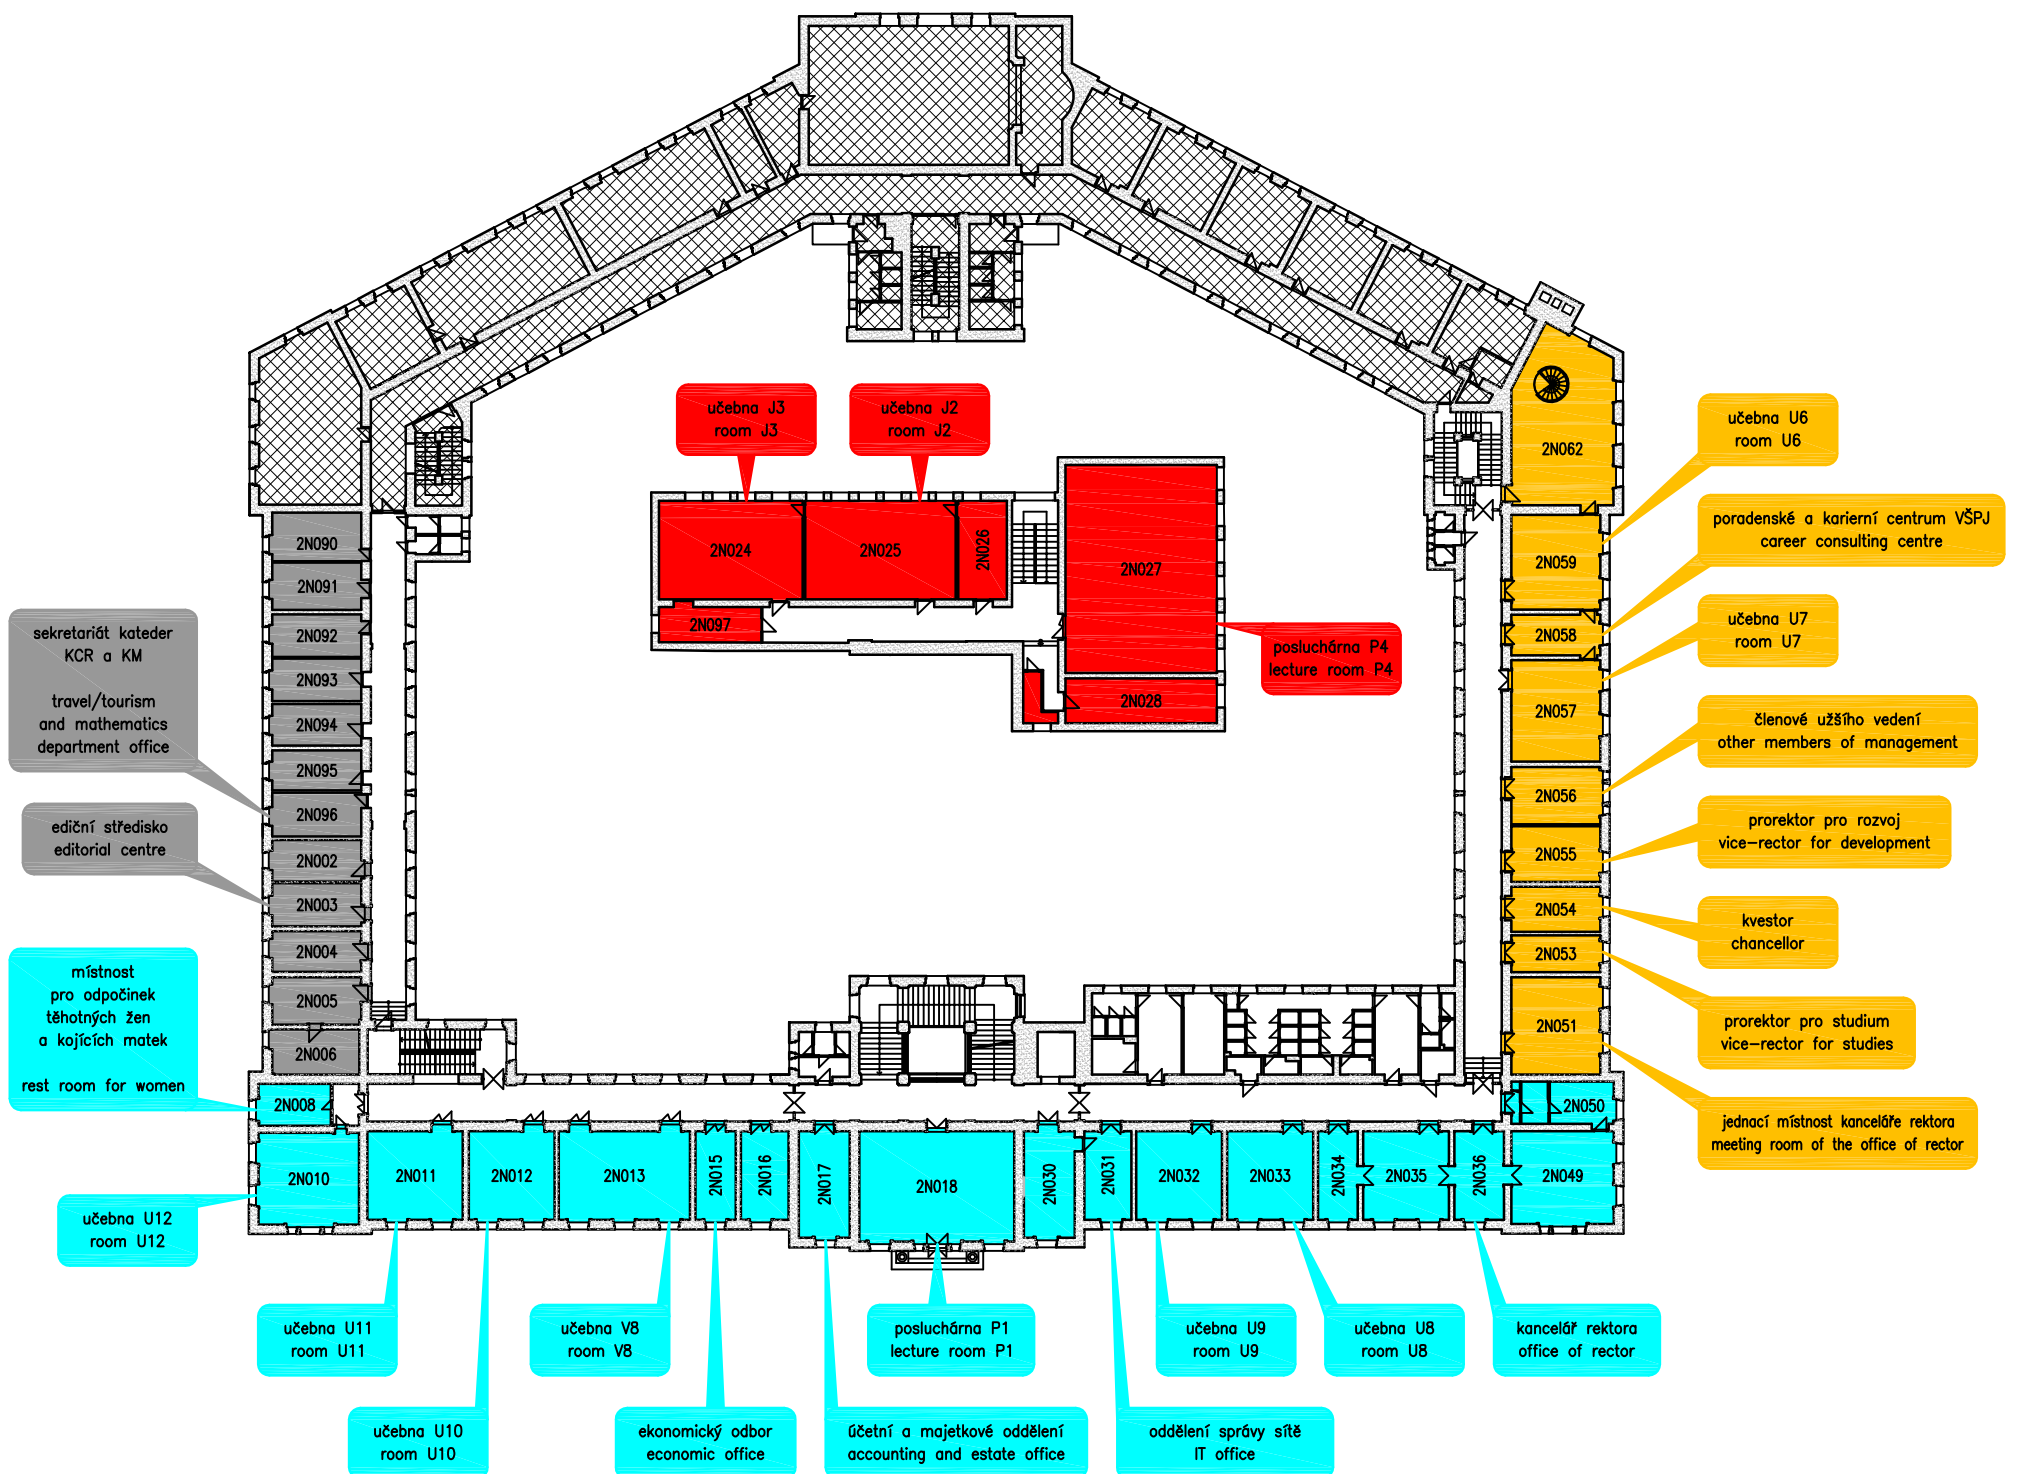 učebna J3
room J3
učebna J2
room J2
učebna U6
room U6
2N062
poradenské a karierní centrum VŠPJ
career consulting centre
2N090
2N024
2N025
2N026
2N027
2N059
2N091
učebna U7
room U7
2N097
2N058
sekretariát kateder
KCR a KM
travel/tourism
and mathematics
department office
2N092
posluchárna P4
lecture room P4
2N093
2N028
2N057
členové užšího vedení
other members of management
2N094
2N095
2N056
2N096
prorektor pro rozvoj
vice-rector for development
ediční středisko
editorial centre
2N002
2N055
2N003
2N054
kvestor
chancellor
2N004
2N053
místnost
pro odpočinek
těhotných žen
a kojících matek
rest room for women
2N005
2N051
prorektor pro studium
vice-rector for studies
2N006
2N008
2N050
jednací místnost kanceláře rektora
meeting room of the office of rector
2N010
2N011
2N012
2N013
2N015
2N016
2N017
2N018
2N030
2N031
2N032
2N033
2N034
2N035
2N036
2N049
učebna U12
room U12
učebna U11
room U11
učebna V8
room V8
posluchárna P1
lecture room P1
učebna U9
room U9
učebna U8
room U8
kancelář rektora
office of rector
učebna U10
room U10
ekonomický odbor
economic office
účetní a majetkové oddělení
accounting and estate office
oddělení správy sítě
IT office